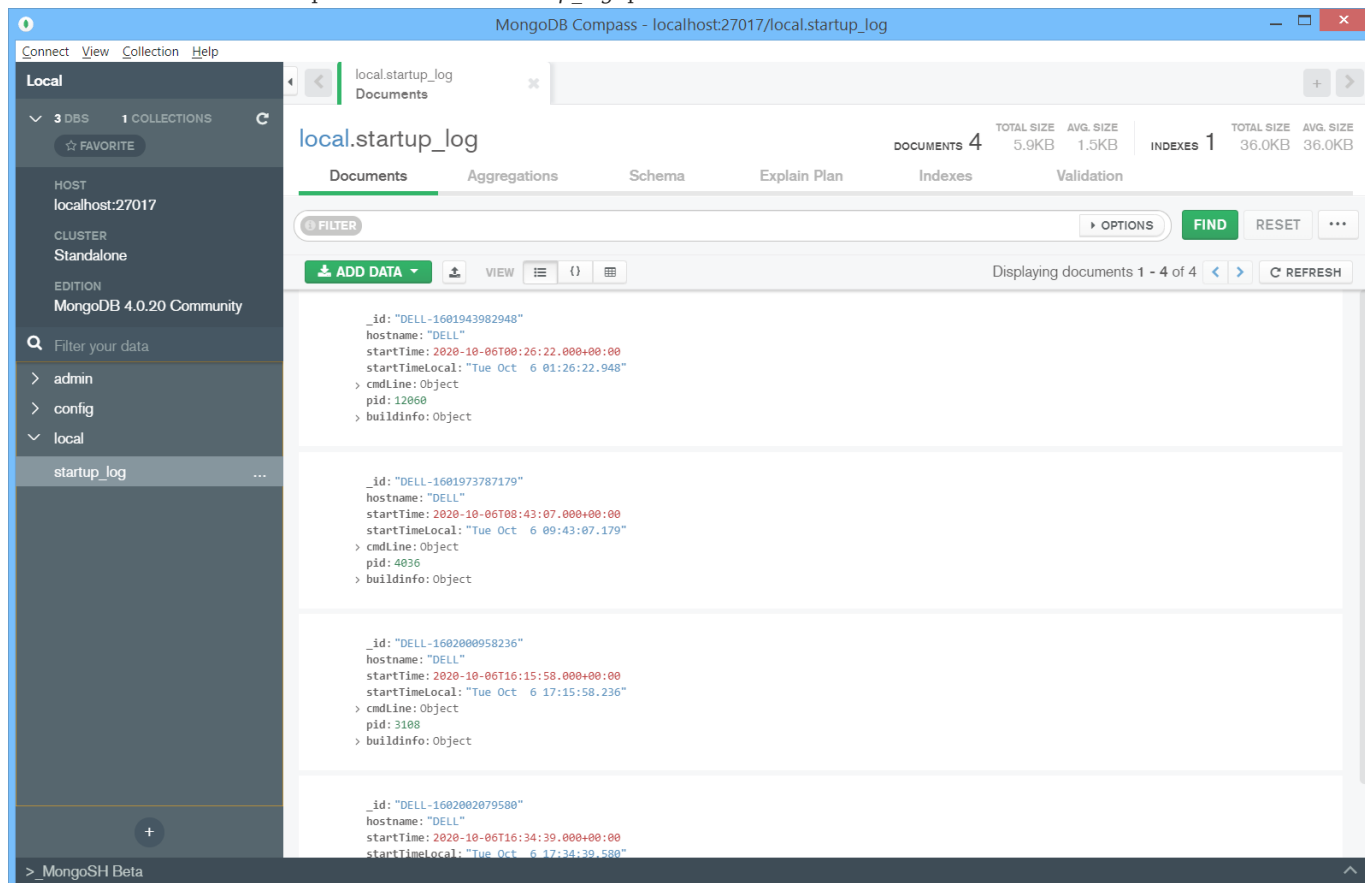 MongoDB Compass - localhost:27017/local.startup_log
Connect View Collection Help
Local
3 DBS 1 COLLECTIONS
FAVORITE
HOST
localhost:27017
CLUSTER
Standalone
EDITION
MongoDB 4.0.20 Community
Filter your data
admin
config
local
startup_log ...
local.startup_log
Documents
local.startup_log
DOCUMENTS 4 TOTAL SIZE 5.9KB AVG. SIZE 1.5KB INDEXES 1 TOTAL SIZE 36.0KB AVG. SIZE 36.0KB
Documents Aggregations Schema Explain Plan Indexes Validation
FILTER OPTIONS FIND RESET ...
ADD DATA VIEW {} Displaying documents 1 - 4 of 4 REFRESH
_id: "DELL-1601943982948"
hostname: "DELL"
startTime: 2020-10-06T00:26:22.000+00:00
startTimeLocal: "Tue Oct 6 01:26:22.948"
> cmdLine: Object
pid: 12060
> buildinfo: Object
_id: "DELL-1601973787179"
hostname: "DELL"
startTime: 2020-10-06T08:43:07.000+00:00
startTimeLocal: "Tue Oct 6 09:43:07.179"
> cmdLine: Object
pid: 4036
> buildinfo: Object
_id: "DELL-1602000958236"
hostname: "DELL"
startTime: 2020-10-06T16:15:58.000+00:00
startTimeLocal: "Tue Oct 6 17:15:58.236"
> cmdLine: Object
pid: 3108
> buildinfo: Object
_id: "DELL-1602002079580"
hostname: "DELL"
startTime: 2020-10-06T16:34:39.000+00:00
startTimeLocal: "Tue Oct 6 17:34:39.580"
>_MongoSH Beta